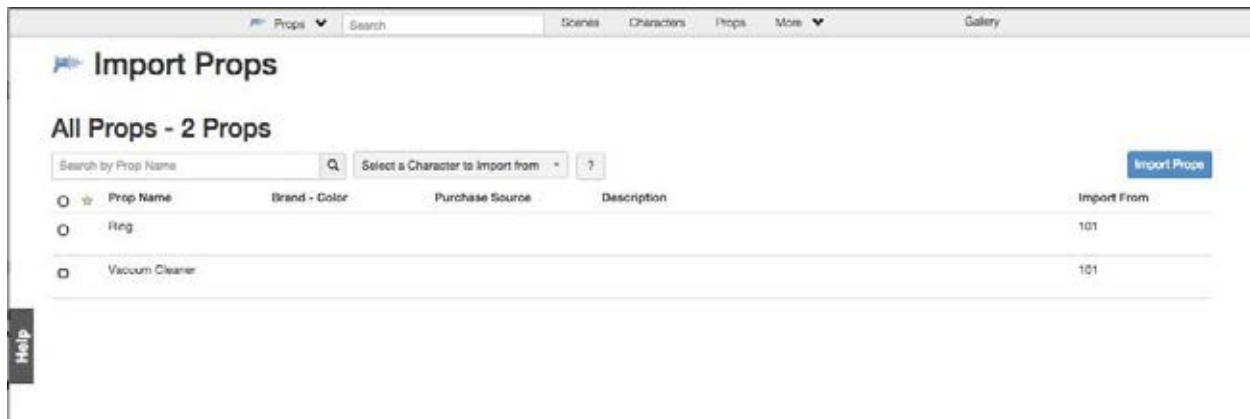 Props Search Scenes Characters Props More Gallery
Import Props
All Props - 2 Props
Search by Prop Name Select a Character to Import from ? Import Props
Prop Name Brand - Color Purchase Source Description Import From
Ring 101
Vacuum Cleaner 101
Help